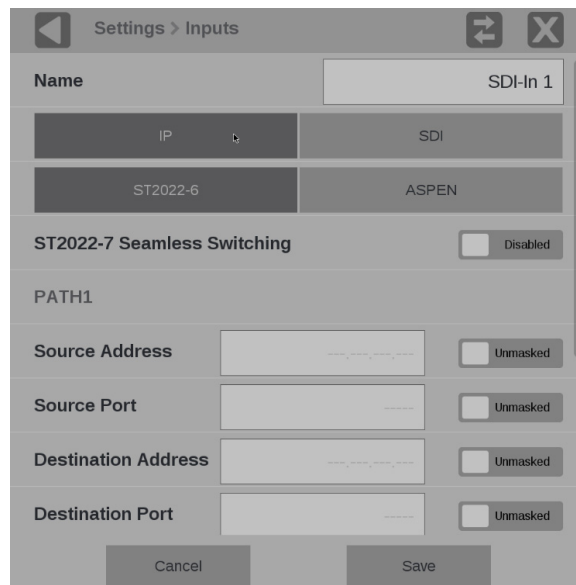 Settings > Inputs
Name SDI-In 1
IP SDI
ST2022-6 ASPEN
ST2022-7 Seamless Switching Disabled
PATH1
Source Address ---.---.---.--- Unmasked
Source Port ----- Unmasked
Destination Address ---.---.---.--- Unmasked
Destination Port ----- Unmasked
Cancel Save